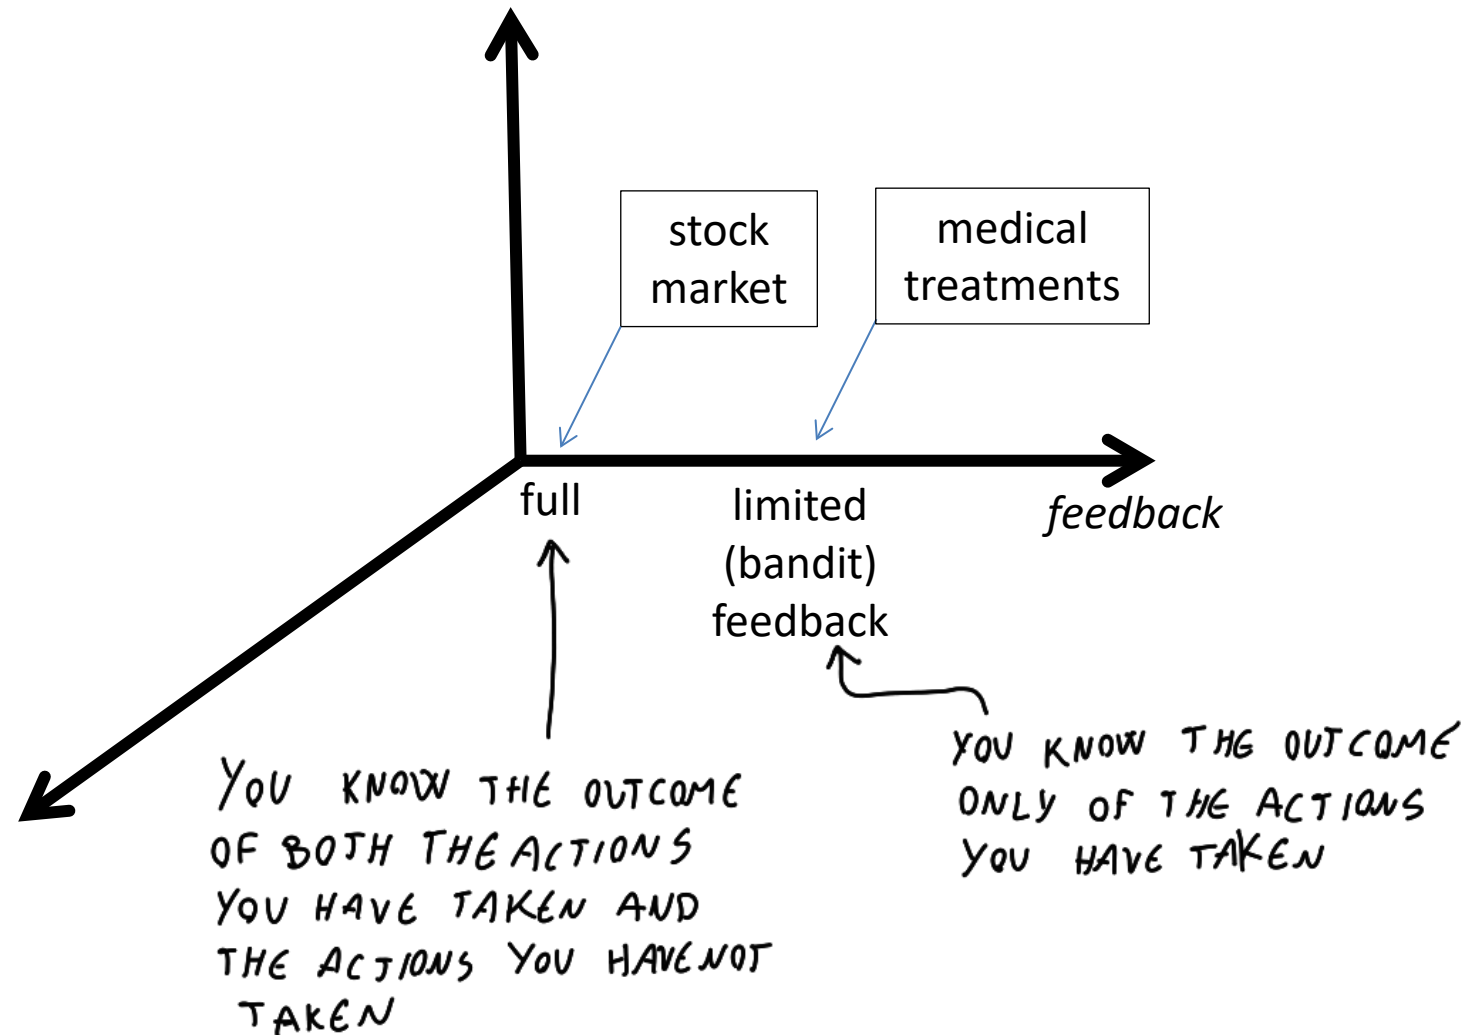 stock
market
medical
treatments
full
limited
(bandit)
feedback
feedback
YOU KNOW THE OUTCOME
OF BOTH THE ACTIONS
YOU HAVE TAKEN AND
THE ACTIONS YOU HAVE NOT
TAKEN
YOU KNOW THE OUTCOME
ONLY OF THE ACTIONS
YOU HAVE TAKEN